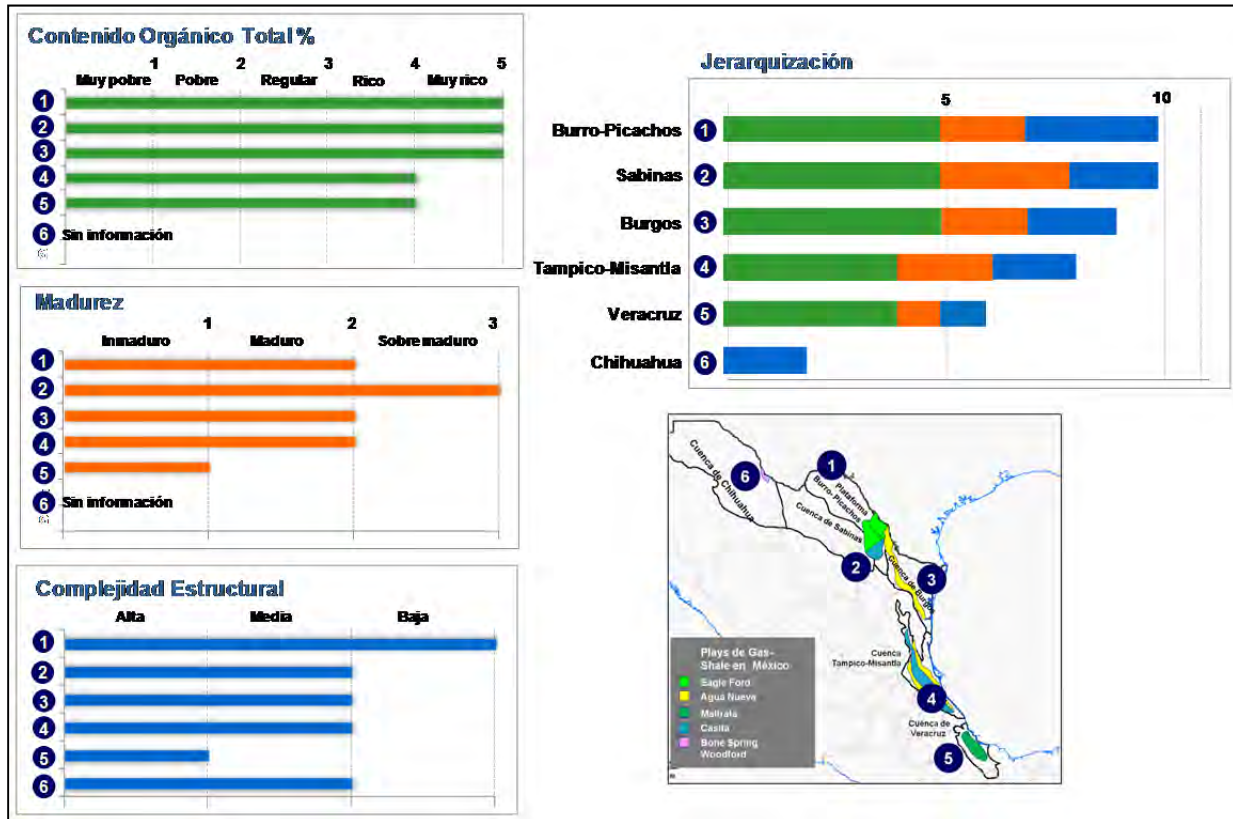 Contenido Orgánico Total %
1 2 3 4 5
Muy pobre Pobre Regular Rico Muy rico
1
2
3
4
5
6 Sin información
Madurez
1 2 3
Inmaduro Maduro Sobre maduro
1
2
3
4
5
6 Sin información
Complejidad Estructural
Alta Media Baja
1
2
3
4
5
6
Jerarquización
5 10
Burro-Picachos 1
Sabinas 2
Burgos 3
Tampico-Misantla 4
Veracruz 5
Chihuahua 6
Cuenca de Chihuahua
6
1
Plataforma
Burro-Picachos
Cuenca de Sabinas
2
Cuenca de Burgos
3
Cuenca
Tampico-Misantla
4
Cuenca de
Veracruz
5
Plays de Gas-
Shale en México
Eagle Ford
Agua Nueva
Maltrata
Casita
Bone Spring
Woodford